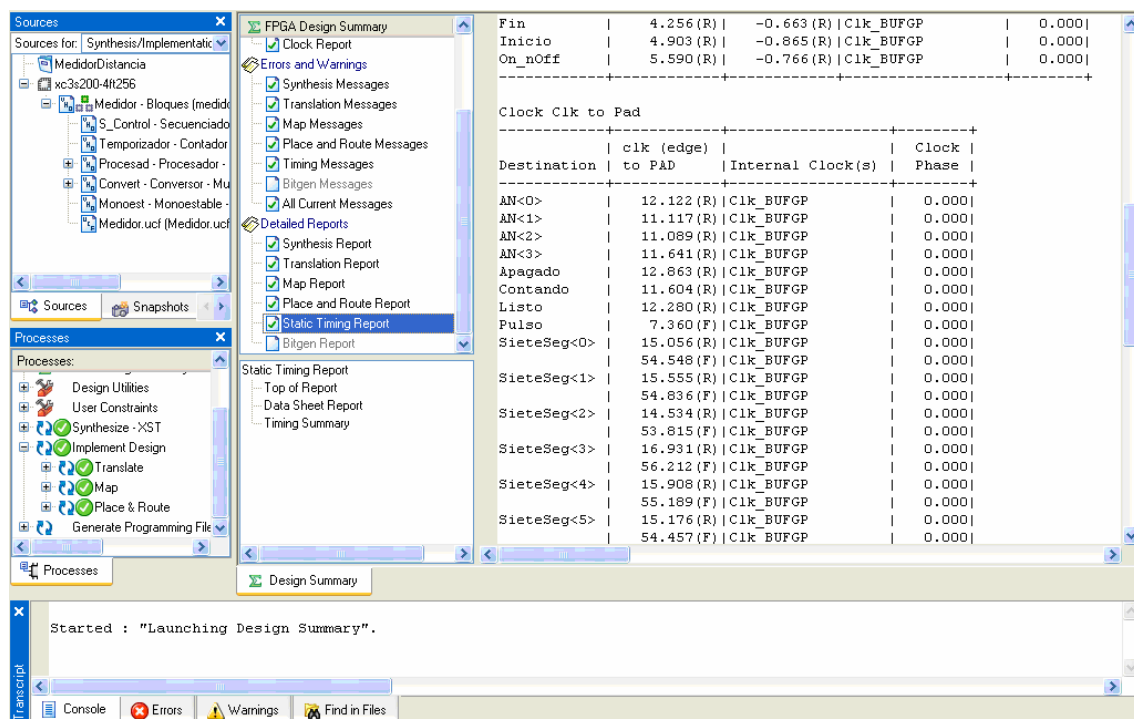 Sources
Sources for: Synthesis/Implementatic
MedidorDistancia
xc3s200-4ft256
Medidor - Bloques (medido
S_Control - Secuenciado
Temporizador - Contador
Procesad - Procesador -
Convert - Conversor - Mu
Monoest - Monoestable -
Medidor.ucf (Medidor.ucf
Sources
Snapshots
Processes
Processes:
Design Utilities
User Constraints
Synthesize - XST
Implement Design
Translate
Map
Place & Route
Generate Programming File
Processes
FPGA Design Summary
Clock Report
Errors and Warnings
Synthesis Messages
Translation Messages
Map Messages
Place and Route Messages
Timing Messages
Bitgen Messages
All Current Messages
Detailed Reports
Synthesis Report
Translation Report
Map Report
Place and Route Report
Static Timing Report
Bitgen Report
Static Timing Report
Top of Report
Data Sheet Report
Timing Summary
Design Summary
Fin | 4.256(R)| -0.663(R)|Clk_BUFGP | 0.000|
Inicio | 4.903(R)| -0.865(R)|Clk_BUFGP | 0.000|
On_nOff | 5.590(R)| -0.766(R)|Clk_BUFGP | 0.000|
------------+------------+------------+------------------+--------+
Clock Clk to Pad
------------+------------+------------------+--------+
| clk (edge) | | Clock |
Destination | to PAD |Internal Clock(s) | Phase |
------------+------------+------------------+--------+
AN<0> | 12.122(R)|Clk_BUFGP | 0.000|
AN<1> | 11.117(R)|Clk_BUFGP | 0.000|
AN<2> | 11.089(R)|Clk_BUFGP | 0.000|
AN<3> | 11.641(R)|Clk_BUFGP | 0.000|
Apagado | 12.863(R)|Clk_BUFGP | 0.000|
Contando | 11.604(R)|Clk_BUFGP | 0.000|
Listo | 12.280(R)|Clk_BUFGP | 0.000|
Pulso | 7.360(F)|Clk_BUFGP | 0.000|
SieteSeg<0> | 15.056(R)|Clk_BUFGP | 0.000|
| 54.548(F)|Clk_BUFGP | 0.000|
SieteSeg<1> | 15.555(R)|Clk_BUFGP | 0.000|
| 54.836(F)|Clk_BUFGP | 0.000|
SieteSeg<2> | 14.534(R)|Clk_BUFGP | 0.000|
| 53.815(F)|Clk_BUFGP | 0.000|
SieteSeg<3> | 16.931(R)|Clk_BUFGP | 0.000|
| 56.212(F)|Clk_BUFGP | 0.000|
SieteSeg<4> | 15.908(R)|Clk_BUFGP | 0.000|
| 55.189(F)|Clk_BUFGP | 0.000|
SieteSeg<5> | 15.176(R)|Clk_BUFGP | 0.000|
| 54.457(F)|Clk_BUFGP | 0.000|
Started : "Launching Design Summary".
Transcript
Console
Errors
Warnings
Find in Files